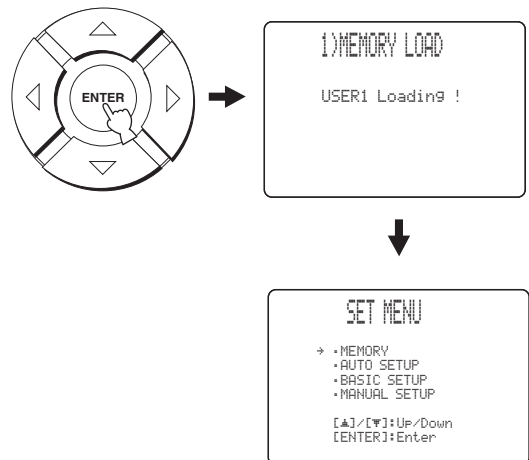 ENTER
1)MEMORY LOAD
USER1 Loading !
SET MENU
→ •MEMORY
•AUTO SETUP
•BASIC SETUP
•MANUAL SETUP
[▲]/[▼]:Up/Down
[ENTER]:Enter